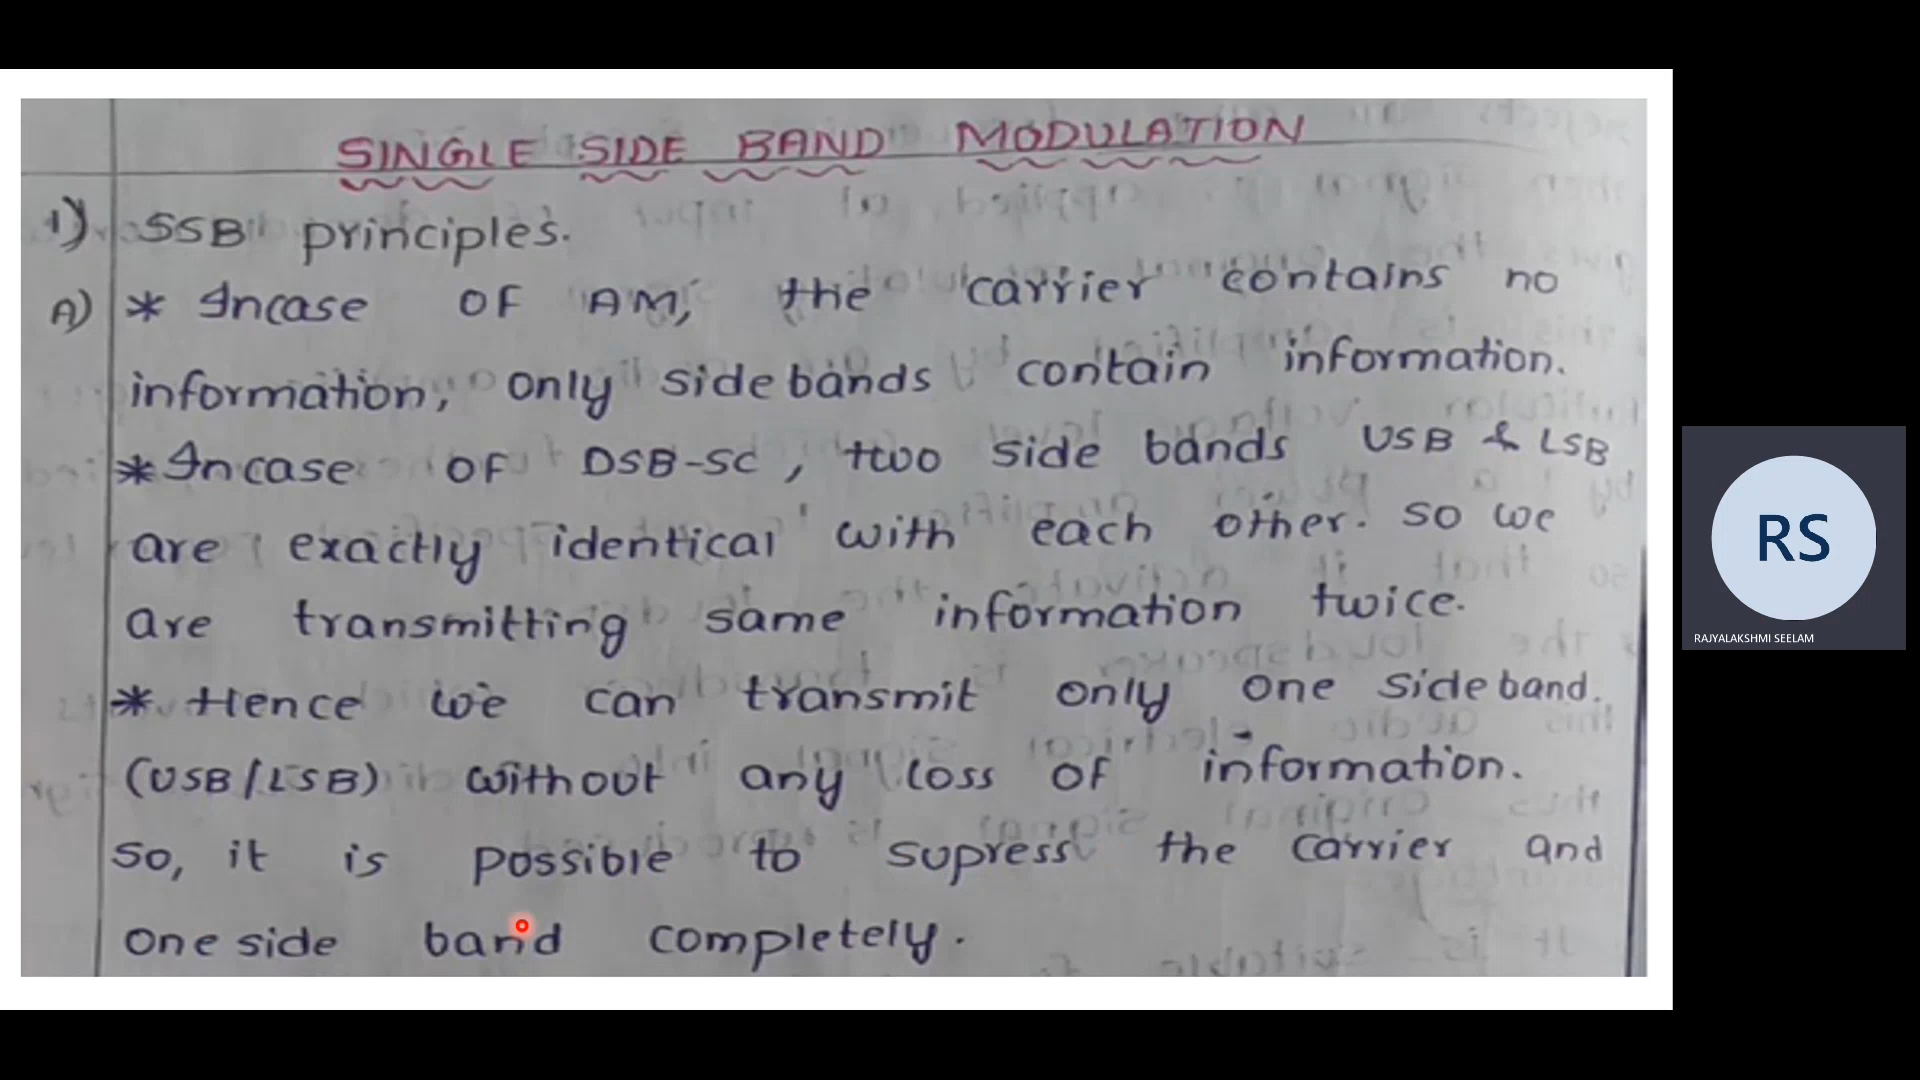 SINGLE SIDE BAND MODULATION
1) SSB principles.
A) * Incase OF AM, the carrier contains no
information, only side bands contain information.
* Incase OF DSB-SC, two side bands USB & LSB
are exactly identical with each other. So we
are transmitting same information twice.
* Hence we can transmit only one side band.
(USB/LSB) without any loss of information.
So, it is possible to supress the carrier and
one side band completely.
RS
RAJYALAKSHMI SEELAM